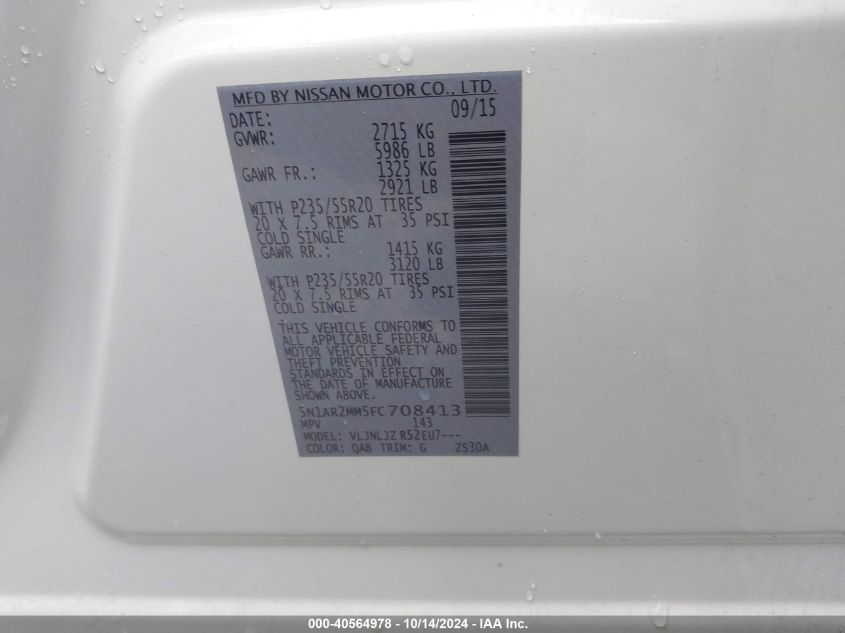 MFD BY NISSAN MOTOR CO., LTD.
DATE: 09/15
GVWR: 2715 KG
5986 LB
GAWR FR.: 1325 KG
2921 LB
WITH P235/55R20 TIRES
20 X 7.5 RIMS AT 35 PSI
COLD SINGLE
GAWR RR.: 1415 KG
3120 LB
WITH P235/55R20 TIRES
20 X 7.5 RIMS AT 35 PSI
COLD SINGLE
THIS VEHICLE CONFORMS TO
ALL APPLICABLE FEDERAL
MOTOR VEHICLE SAFETY AND
THEFT PREVENTION
STANDARDS IN EFFECT ON
THE DATE OF MANUFACTURE
SHOWN ABOVE.
5N1AR2MM5FC708413
MPV 143
MODEL: VLJNLJZ R52EU7---
COLOR: QAB TRIM: G ZS30A
000-40564978 - 10/14/2024 - IAA Inc.